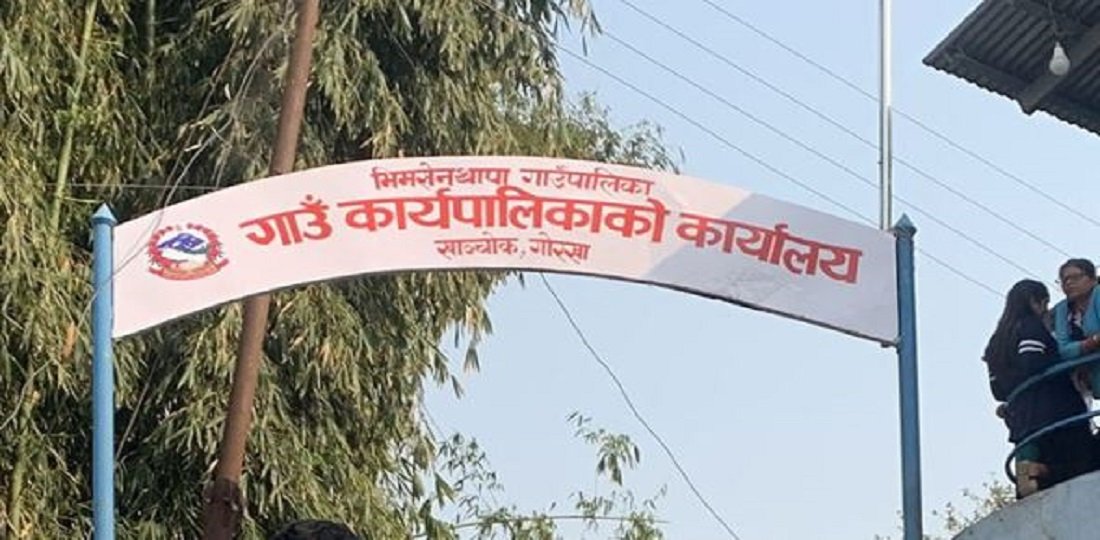 भिमसेनथापा गाउँपालिका
गाउँ कार्यपालिकाको कार्यालय
खान्चोक, गोरखा